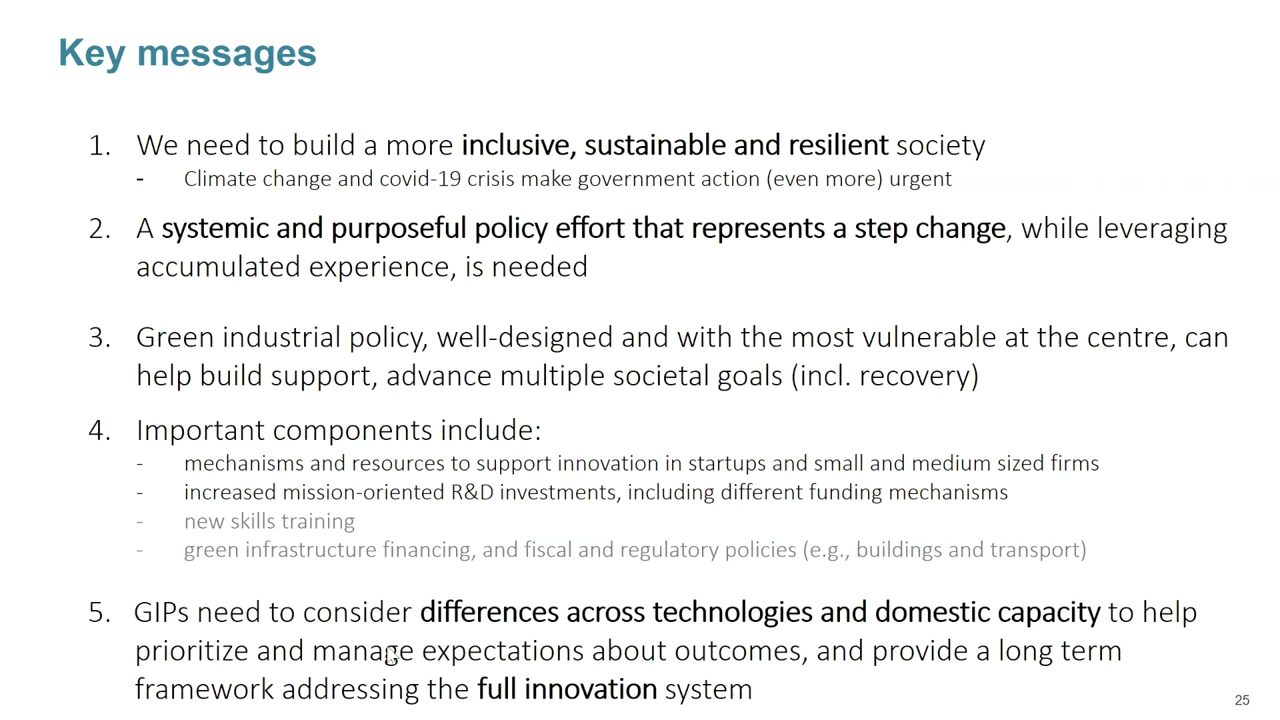 Key messages
1. We need to build a more inclusive, sustainable and resilient society
- Climate change and covid-19 crisis make government action (even more) urgent
2. A systemic and purposeful policy effort that represents a step change, while leveraging
accumulated experience, is needed
3. Green industrial policy, well-designed and with the most vulnerable at the centre, can
help build support, advance multiple societal goals (incl. recovery)
4. Important components include:
- mechanisms and resources to support innovation in startups and small and medium sized firms
- increased mission-oriented R&D investments, including different funding mechanisms
- new skills training
- green infrastructure financing, and fiscal and regulatory policies (e.g., buildings and transport)
5. GIPs need to consider differences across technologies and domestic capacity to help
prioritize and manage expectations about outcomes, and provide a long term
framework addressing the full innovation system
25